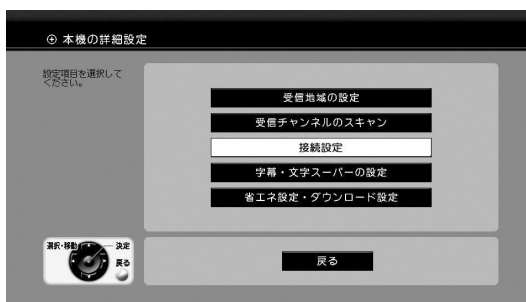 本機の詳細設定
設定項目を選択して
ください。
受信地域の設定
受信チャンネルのスキャン
接続設定
字幕・文字スーパーの設定
省エネ設定・ダウンロード設定
選択・移動
決定
戻る
戻る